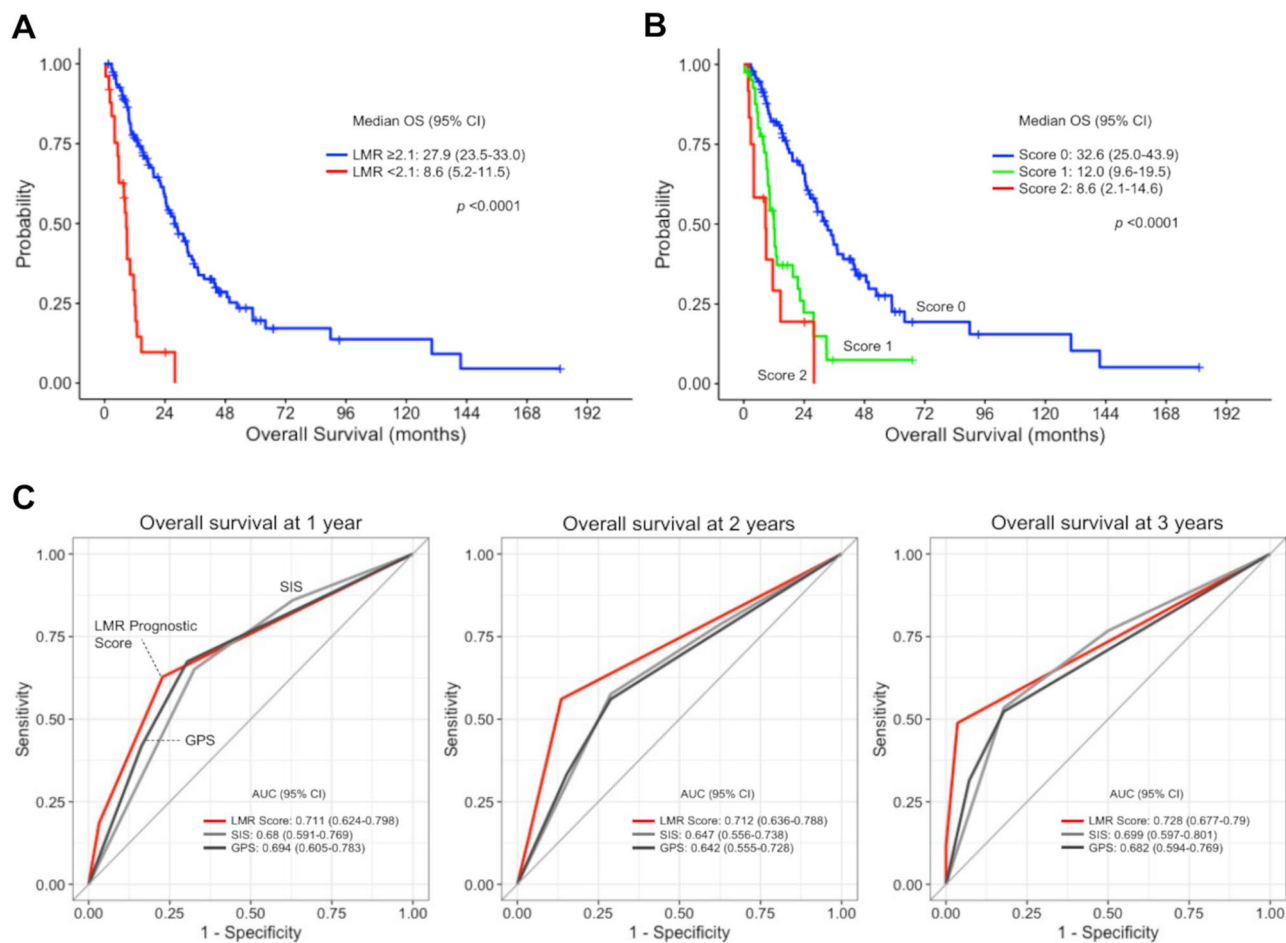 A
1.00
0.75
0.50
0.25
0.00
Probability
Median OS (95% CI)
LMR ≥2.1: 27.9 (23.5-33.0)
LMR <2.1: 8.6 (5.2-11.5)
p <0.0001
0 24 48 72 96 120 144 168 192
Overall Survival (months)
B
1.00
0.75
0.50
0.25
0.00
Probability
Median OS (95% CI)
Score 0: 32.6 (25.0-43.9)
Score 1: 12.0 (9.6-19.5)
Score 2: 8.6 (2.1-14.6)
p <0.0001
Score 0
Score 1
Score 2
0 24 48 72 96 120 144 168 192
Overall Survival (months)
C
Overall survival at 1 year
1.00
0.75
0.50
0.25
0.00
Sensitivity
SIS
LMR Prognostic
Score
GPS
AUC (95% CI)
LMR Score: 0.711 (0.624-0.798)
SIS: 0.68 (0.591-0.769)
GPS: 0.694 (0.605-0.783)
0.00 0.25 0.50 0.75 1.00
1 - Specificity
Overall survival at 2 years
1.00
0.75
0.50
0.25
0.00
Sensitivity
AUC (95% CI)
LMR Score: 0.712 (0.636-0.788)
SIS: 0.647 (0.556-0.738)
GPS: 0.642 (0.555-0.728)
0.00 0.25 0.50 0.75 1.00
1 - Specificity
Overall survival at 3 years
1.00
0.75
0.50
0.25
0.00
Sensitivity
AUC (95% CI)
LMR Score: 0.728 (0.677-0.79)
SIS: 0.699 (0.597-0.801)
GPS: 0.682 (0.594-0.769)
0.00 0.25 0.50 0.75 1.00
1 - Specificity